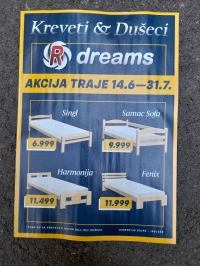 Kreveti & Dušeci
R dreams
AKCIJA TRAJE 14.6—31.7.
Singl
Samac Sofa
6.999
9.999
Harmonija
Fenix
11.499
11.999